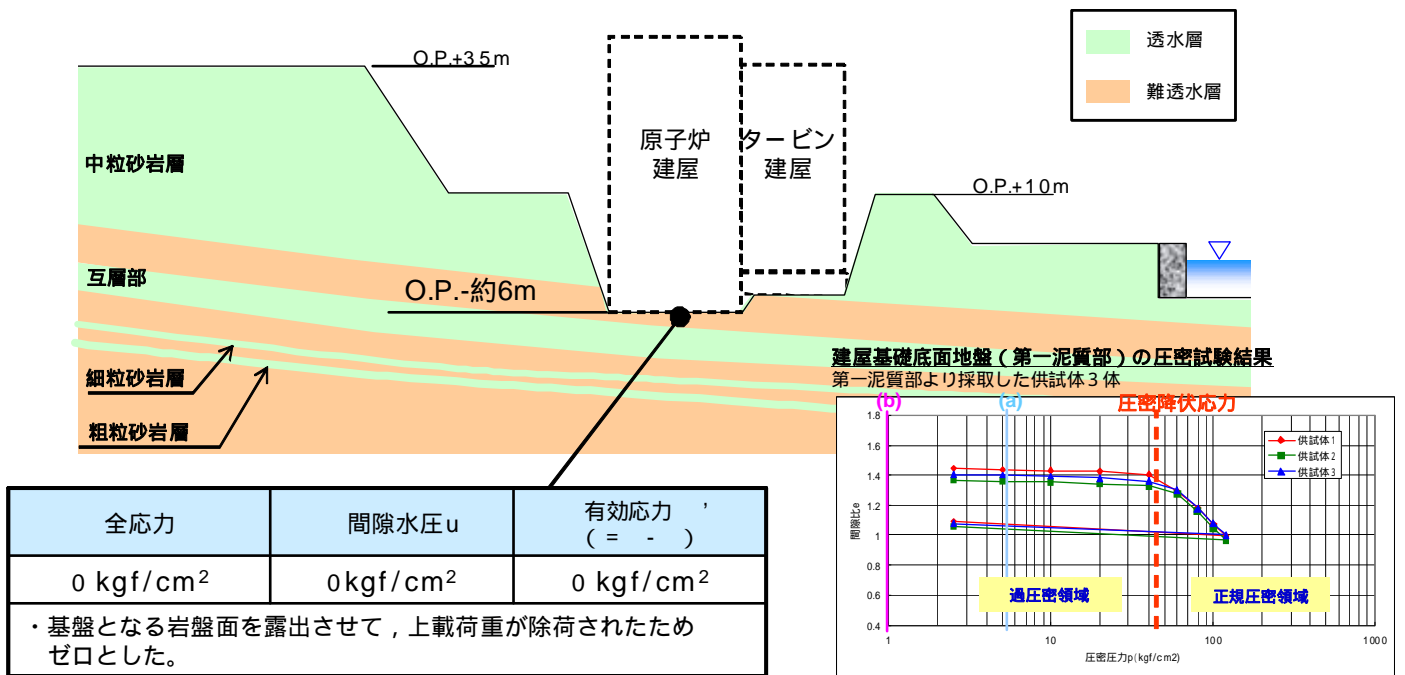 O.P.+35m
透水層
難透水層
原子炉
建屋
タービン
建屋
中粒砂岩層
O.P.+10m
互層部
O.P.-約6m
細粒砂岩層
粗粒砂岩層
建屋基礎底面地盤(第一泥質部)の圧密試験結果
第一泥質部より採取した供試体3体
(b)
(a)
圧密降伏応力
1.8
1.6
1.4
1.2
1
0.8
0.6
0.4
間隙比e
供試体1
供試体2
供試体3
過圧密領域
正規圧密領域
1
10
100
1000
圧密圧力p(kgf/cm2)
全応力
間隙水圧u
有効応力 '
(= - )
0 kgf/cm²
0kgf/cm²
0 kgf/cm²
・基盤となる岩盤面を露出させて,上載荷重が除荷されたため
ゼロとした。